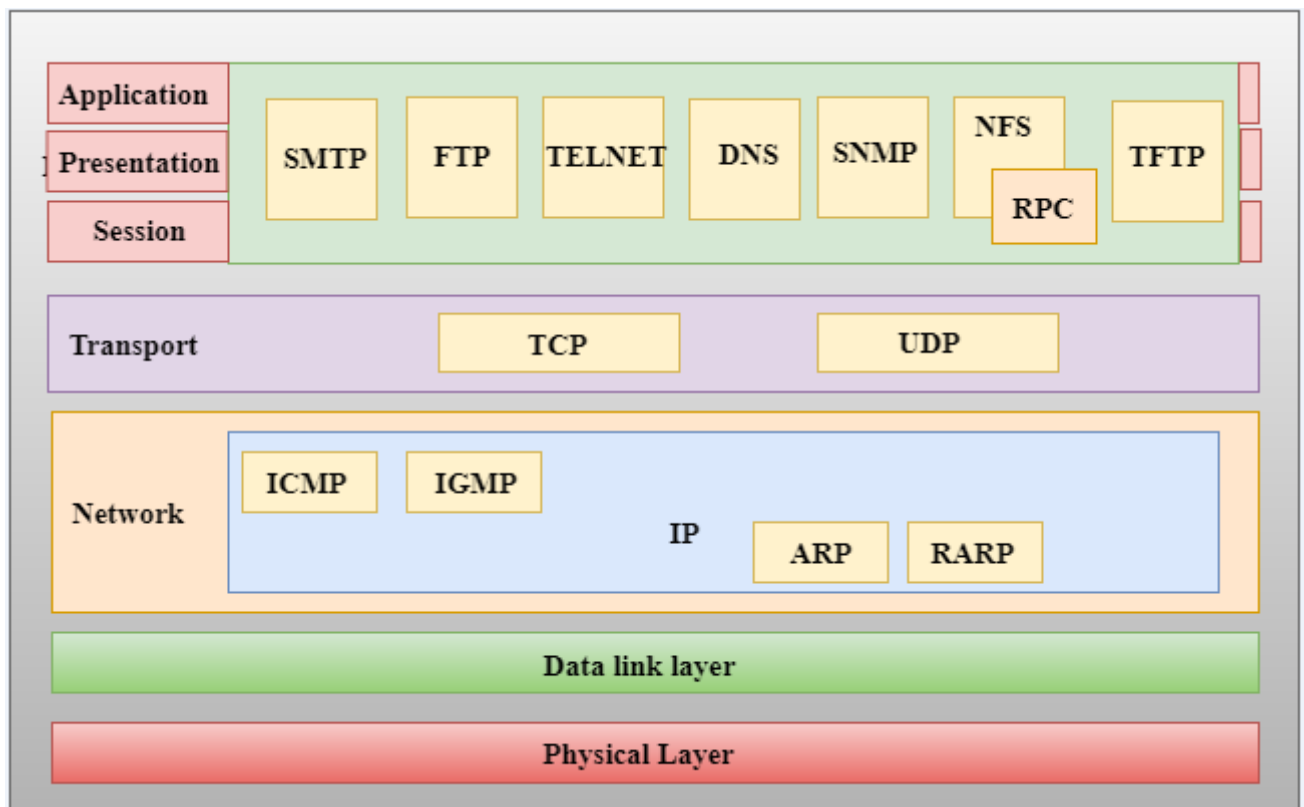 Application
Presentation
Session
SMTP
FTP
TELNET
DNS
SNMP
NFS
RPC
TFTP
Transport
TCP
UDP
Network
ICMP
IGMP
IP
ARP
RARP
Data link layer
Physical Layer